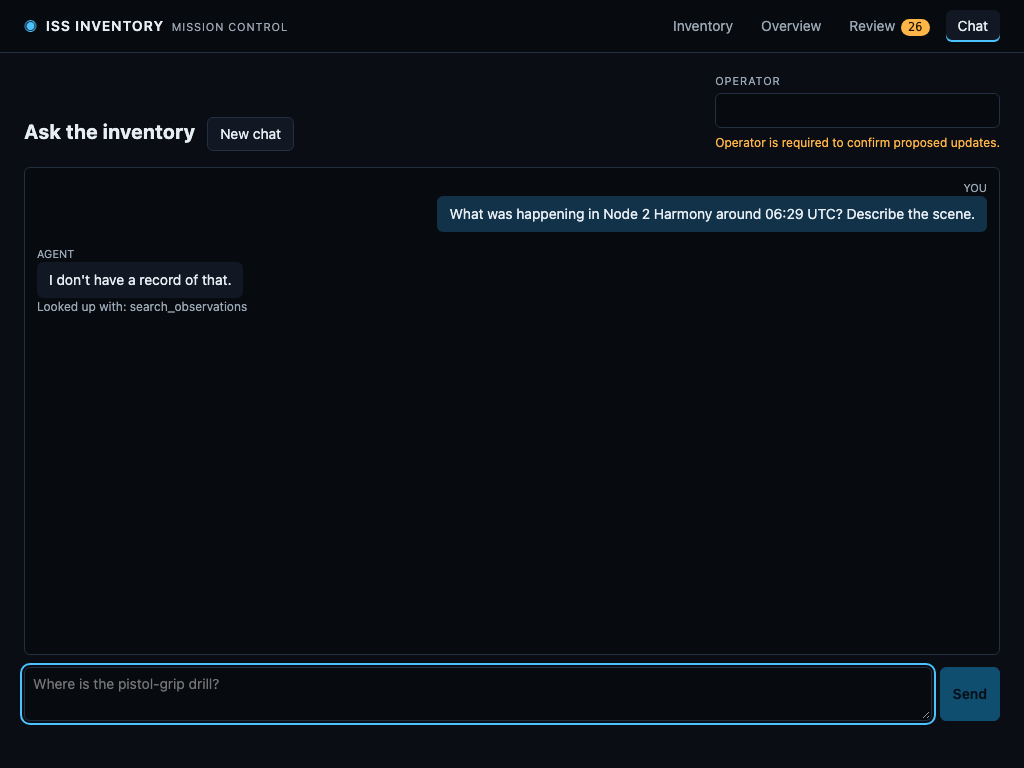 ISS INVENTORY MISSION CONTROL
Inventory
Overview
Review 26
Chat
OPERATOR
Ask the inventory
New chat
Operator is required to confirm proposed updates.
YOU
What was happening in Node 2 Harmony around 06:29 UTC? Describe the scene.
AGENT
I don't have a record of that.
Looked up with: search_observations
Where is the pistol-grip drill?
Send